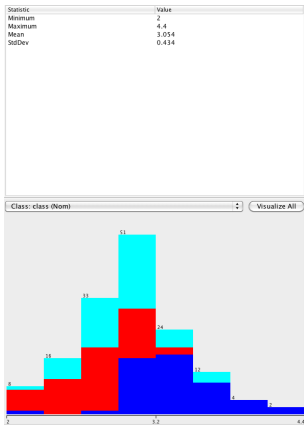 Statistic Value
Minimum 2
Maximum 4.4
Mean 3.054
StdDev 0.434
Class: class (Nom) Visualize All
51
33
24
16
12
8
4
2
2 3.2 4.4